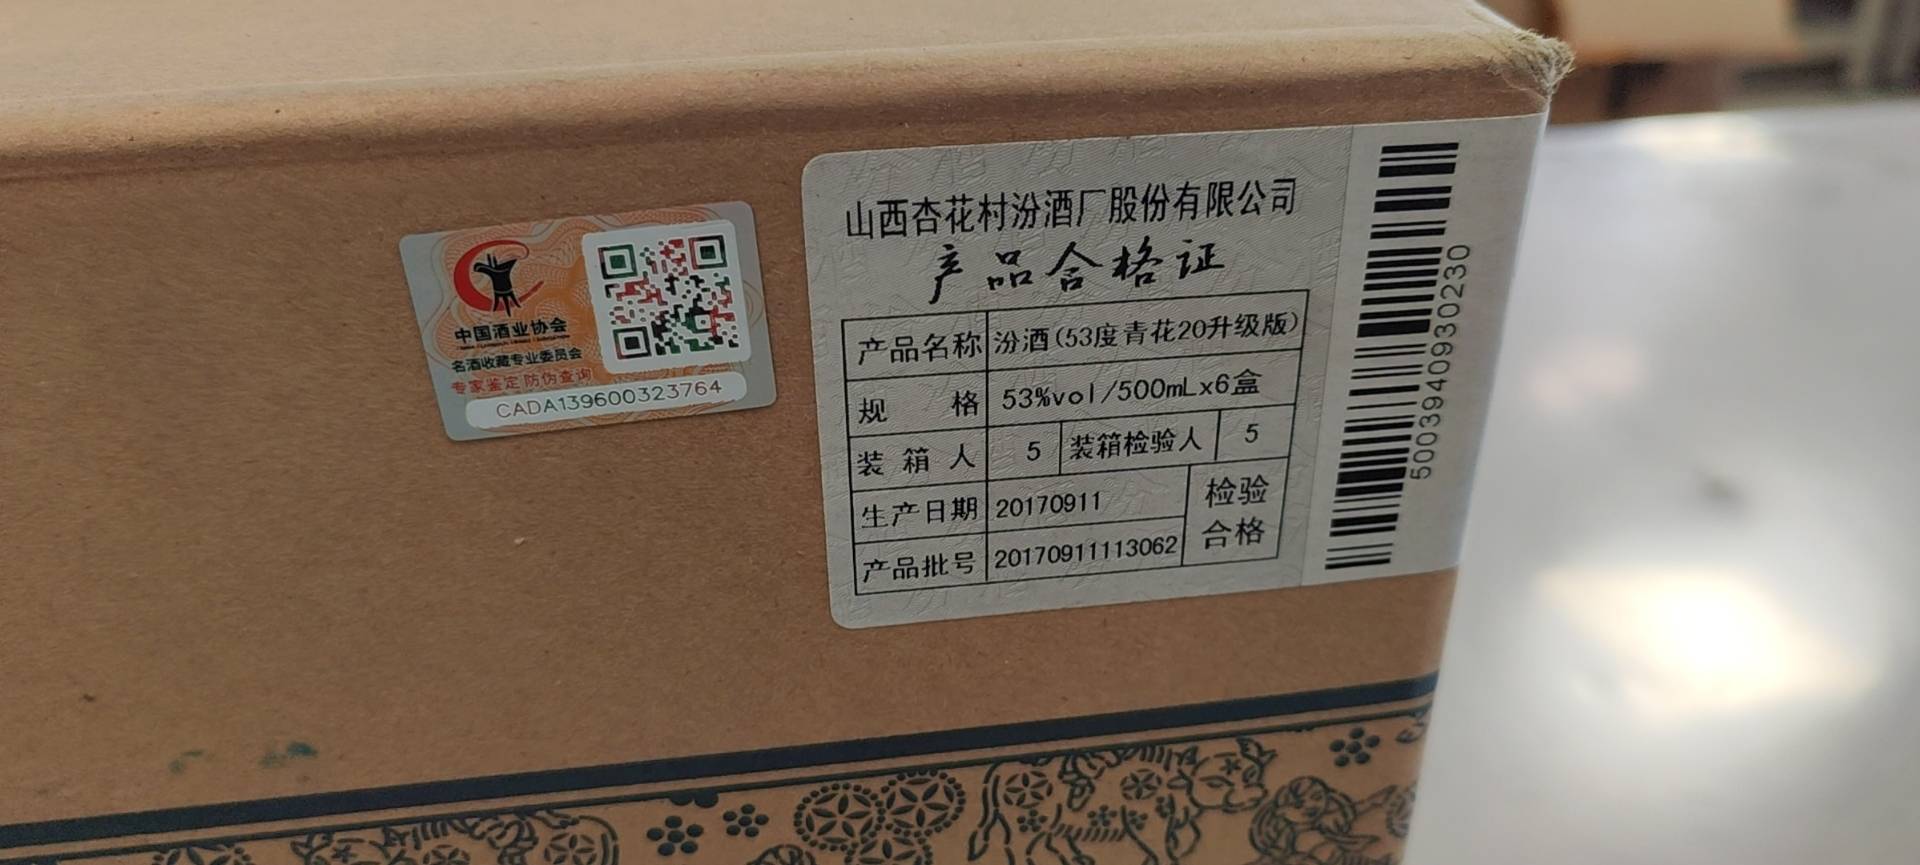 中国酒业协会
名酒收藏专业委员会
专家鉴定 防伪查询
CADA139600323764
山西杏花村汾酒厂股份有限公司
产品合格证
产品名称 汾酒(53度青花20升级版)
规 格 53%vol/500mLx6盒
装 箱 人 5 装箱检验人 5
生产日期 20170911
检验
合格
产品批号 20170911113062
5003940930230